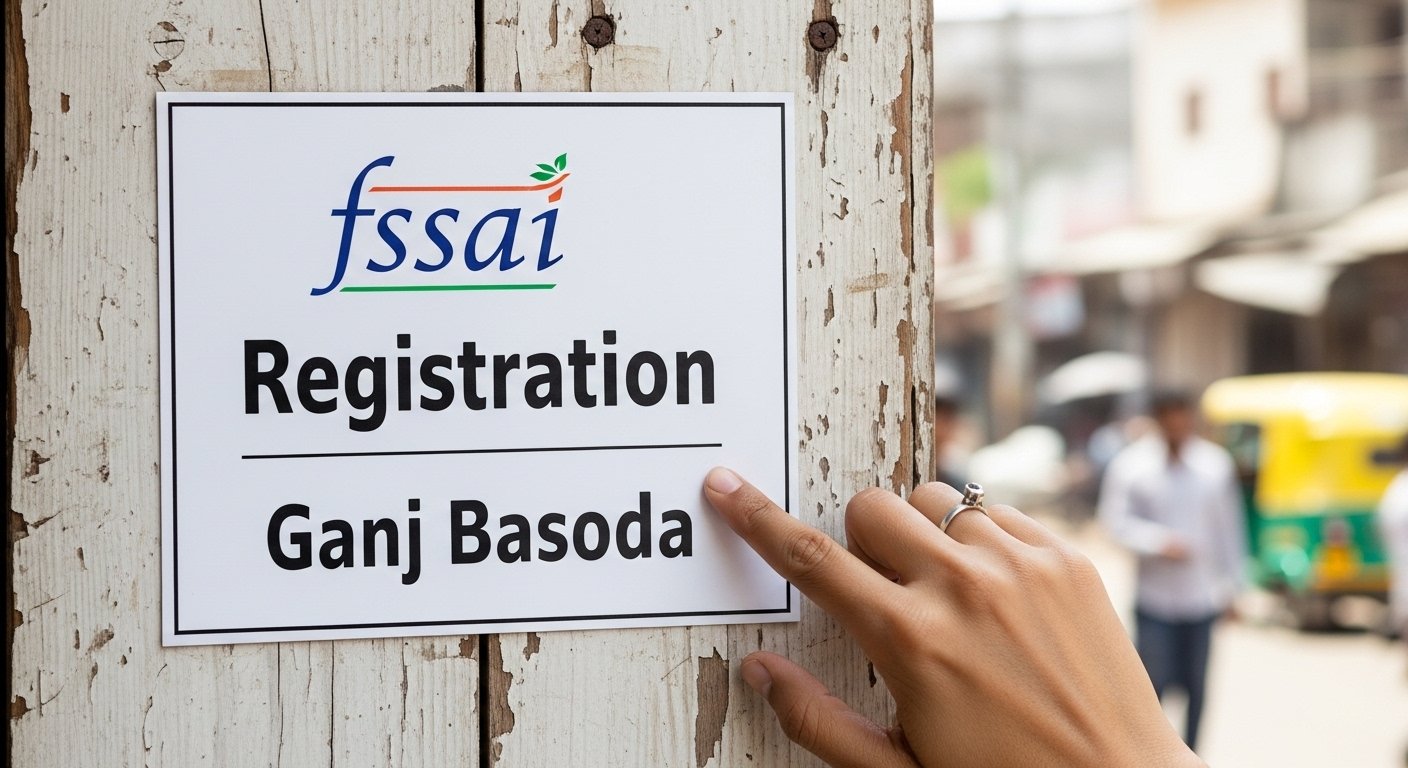 fssai
Registration
Ganj Basoda